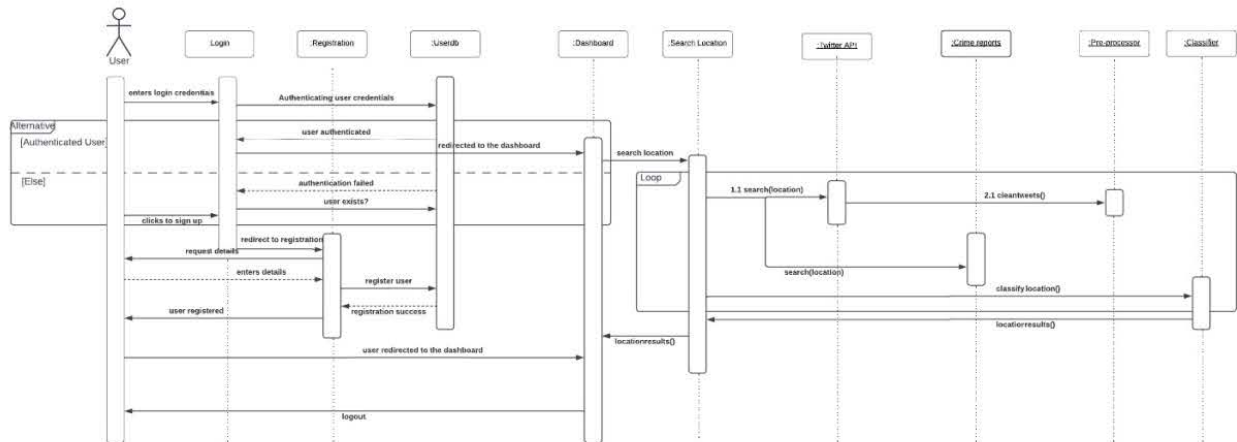 User
Login
:Registration
:Userdb
:Dashboard
:Search Location
:Twitter API
:Crime reports
:Pre-processor
:Classifier
enters login credentials
Authenticating user credentials
Alternative
[Authenticated User]
user authenticated
redirected to the dashboard
search location
[Else]
authentication failed
Loop
1.1 search(location)
2.1 cleantweets()
user exists?
clicks to sign up
redirect to registration
request details
enters details
search(location)
register user
classify location()
registration success
user registered
locationresults()
locationresults()
user redirected to the dashboard
logout